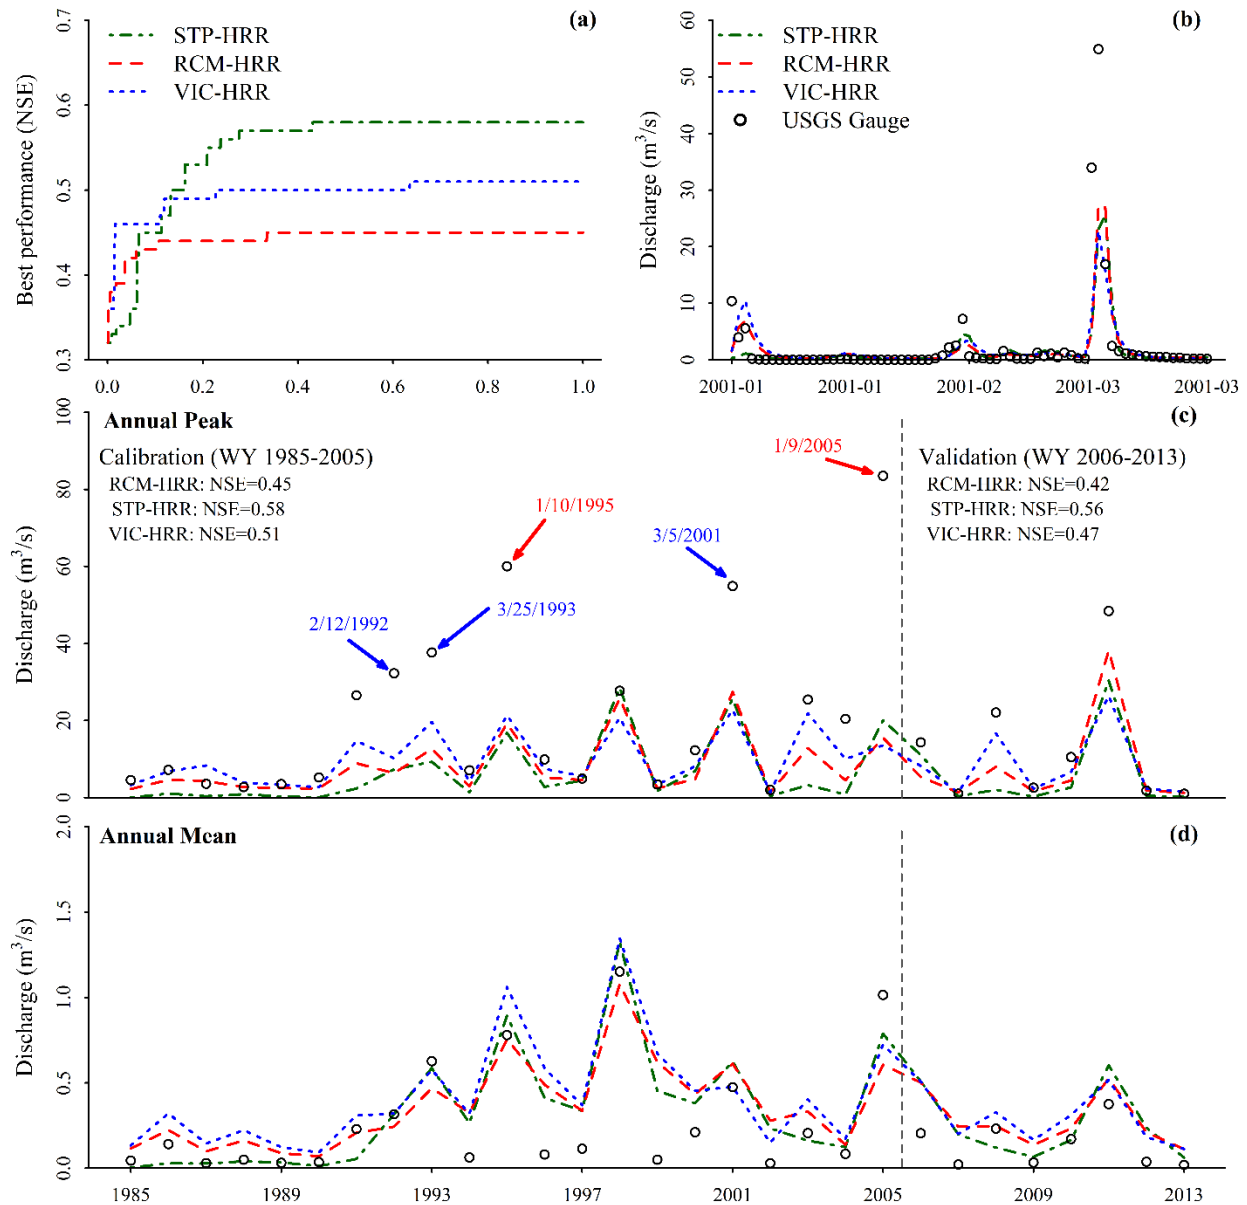 (a)
STP-HRR
RCM-HRR
VIC-HRR
Best performance (NSE)
0.7
0.6
0.5
0.4
0.3
0.0 0.2 0.4 0.6 0.8 1.0
(b)
STP-HRR
RCM-HRR
VIC-HRR
USGS Gauge
Discharge (m³/s)
60
50
40
30
20
10
0
2001-01 2001-01 2001-02 2001-03 2001-03
(c)
Annual Peak
Calibration (WY 1985-2005)
RCM-HRR: NSE=0.45
STP-HRR: NSE=0.58
VIC-HRR: NSE=0.51
1/9/2005
1/10/1995
3/5/2001
2/12/1992
3/25/1993
Validation (WY 2006-2013)
RCM-HRR: NSE=0.42
STP-HRR: NSE=0.56
VIC-HRR: NSE=0.47
Discharge (m³/s)
100
80
60
40
20
0
Annual Mean
(d)
Discharge (m³/s)
2.0
1.5
1.0
0.5
0.0
1985 1989 1993 1997 2001 2005 2009 2013